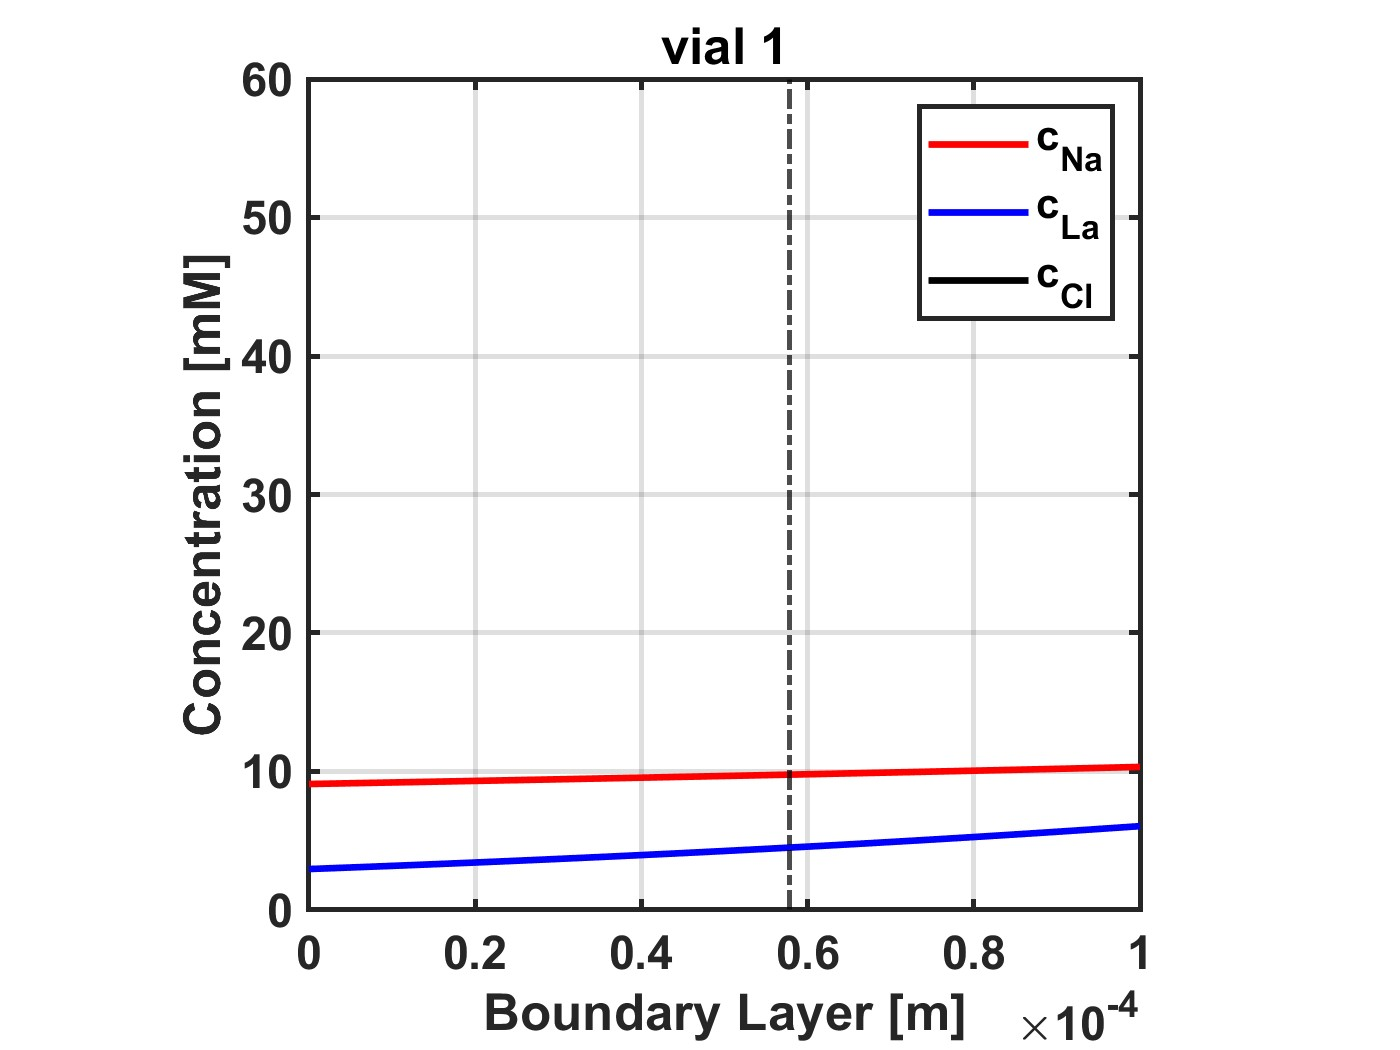 vial 1
60
50
40
30
20
10
0
Concentration [mM]
c_Na
c_La
c_Cl
0 0.2 0.4 0.6 0.8 1
Boundary Layer [m]
×10^-4